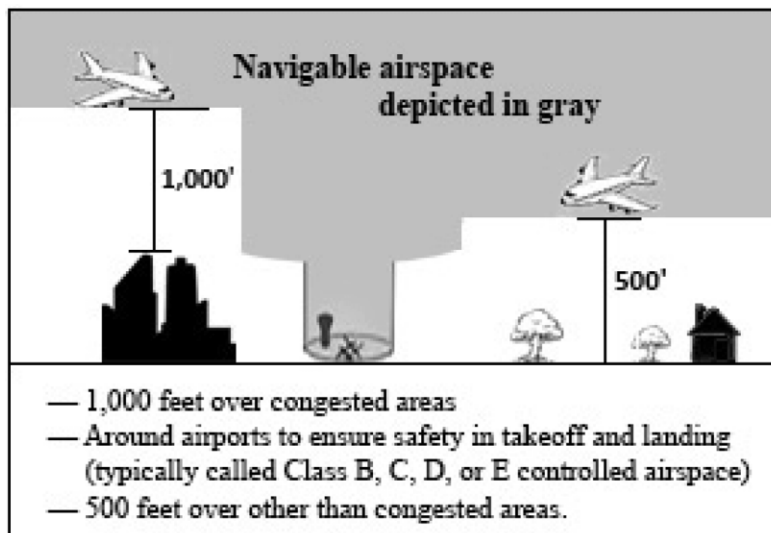 Navigable airspace
depicted in gray
1,000'
500'
— 1,000 feet over congested areas
— Around airports to ensure safety in takeoff and landing
(typically called Class B, C, D, or E controlled airspace)
— 500 feet over other than congested areas.